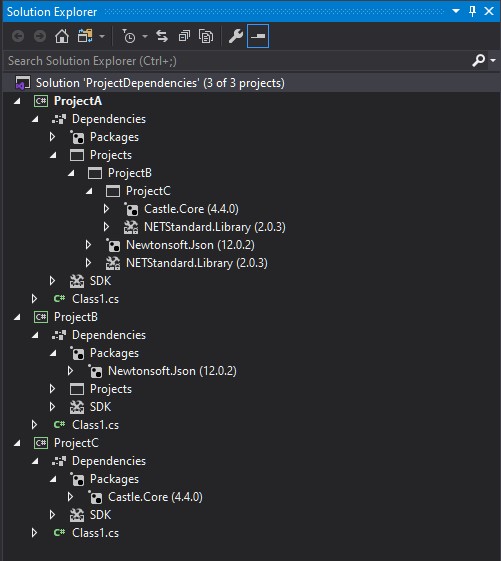 Solution Explorer
Search Solution Explorer (Ctrl+;)
Solution 'ProjectDependencies' (3 of 3 projects)
C# ProjectA
Dependencies
Packages
Projects
ProjectB
ProjectC
Castle.Core (4.4.0)
NETStandard.Library (2.0.3)
Newtonsoft.Json (12.0.2)
NETStandard.Library (2.0.3)
SDK
C# Class1.cs
C# ProjectB
Dependencies
Packages
Newtonsoft.Json (12.0.2)
Projects
SDK
C# Class1.cs
C# ProjectC
Dependencies
Packages
Castle.Core (4.4.0)
SDK
C# Class1.cs